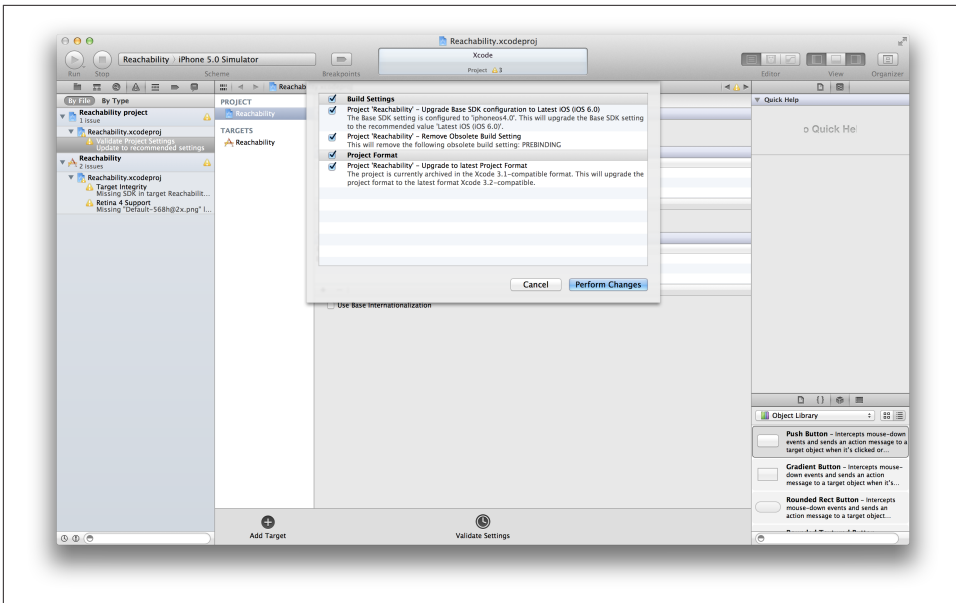 Reachability.xcodeproj
Reachability
iPhone 5.0 Simulator
Xcode
Project 3
Run
Stop
Scheme
Breakpoints
Editor
View
Organizer
By File
By Type
Reachability project
1 issue
Reachability.xcodeproj
Validate Project Settings
Update to recommended settings
Reachability
2 issues
Reachability.xcodeproj
Target Integrity
Missing SDK in target Reachabilit...
Retina 4 Support
Missing "Default-568h@2x.png" l...
Reachab
PROJECT
Reachability
TARGETS
Reachability
Build Settings
Project 'Reachability' – Upgrade Base SDK configuration to Latest iOS (iOS 6.0)
The Base SDK setting is configured to 'iphoneos4.0'. This will upgrade the Base SDK setting
to the recommended value 'Latest iOS (iOS 6.0)'.
Project 'Reachability' – Remove Obsolete Build Setting
This will remove the following obsolete build setting: PREBINDING
Project Format
Project 'Reachability' – Upgrade to latest Project Format
The project is currently archived in the Xcode 3.1-compatible format. This will upgrade the
project format to the latest format Xcode 3.2-compatible.
Cancel
Perform Changes
Use Base Internationalization
Add Target
Validate Settings
Quick Help
o Quick Hel
Object Library
Push Button – Intercepts mouse-down
events and sends an action message to a
target object when it's clicked or...
Gradient Button – Intercepts mouse-
down events and sends an action
message to a target object when it's...
Rounded Rect Button – Intercepts
mouse-down events and sends an
action message to a target object...